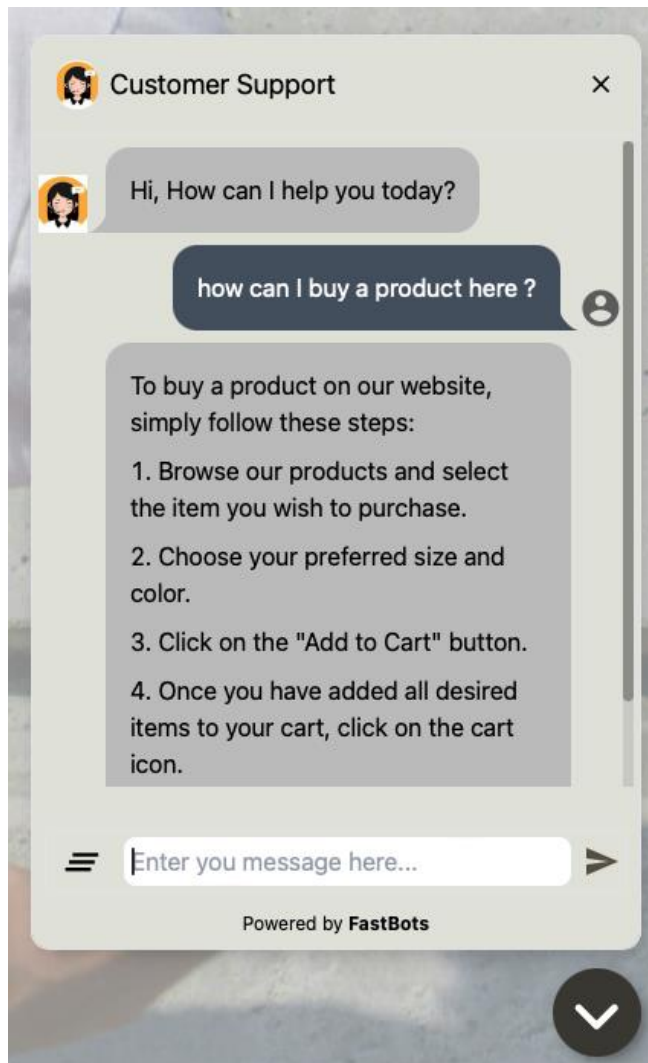 Customer Support
Hi, How can I help you today?
how can I buy a product here ?
To buy a product on our website,
simply follow these steps:
1. Browse our products and select
the item you wish to purchase.
2. Choose your preferred size and
color.
3. Click on the "Add to Cart" button.
4. Once you have added all desired
items to your cart, click on the cart
icon.
Enter you message here...
Powered by FastBots